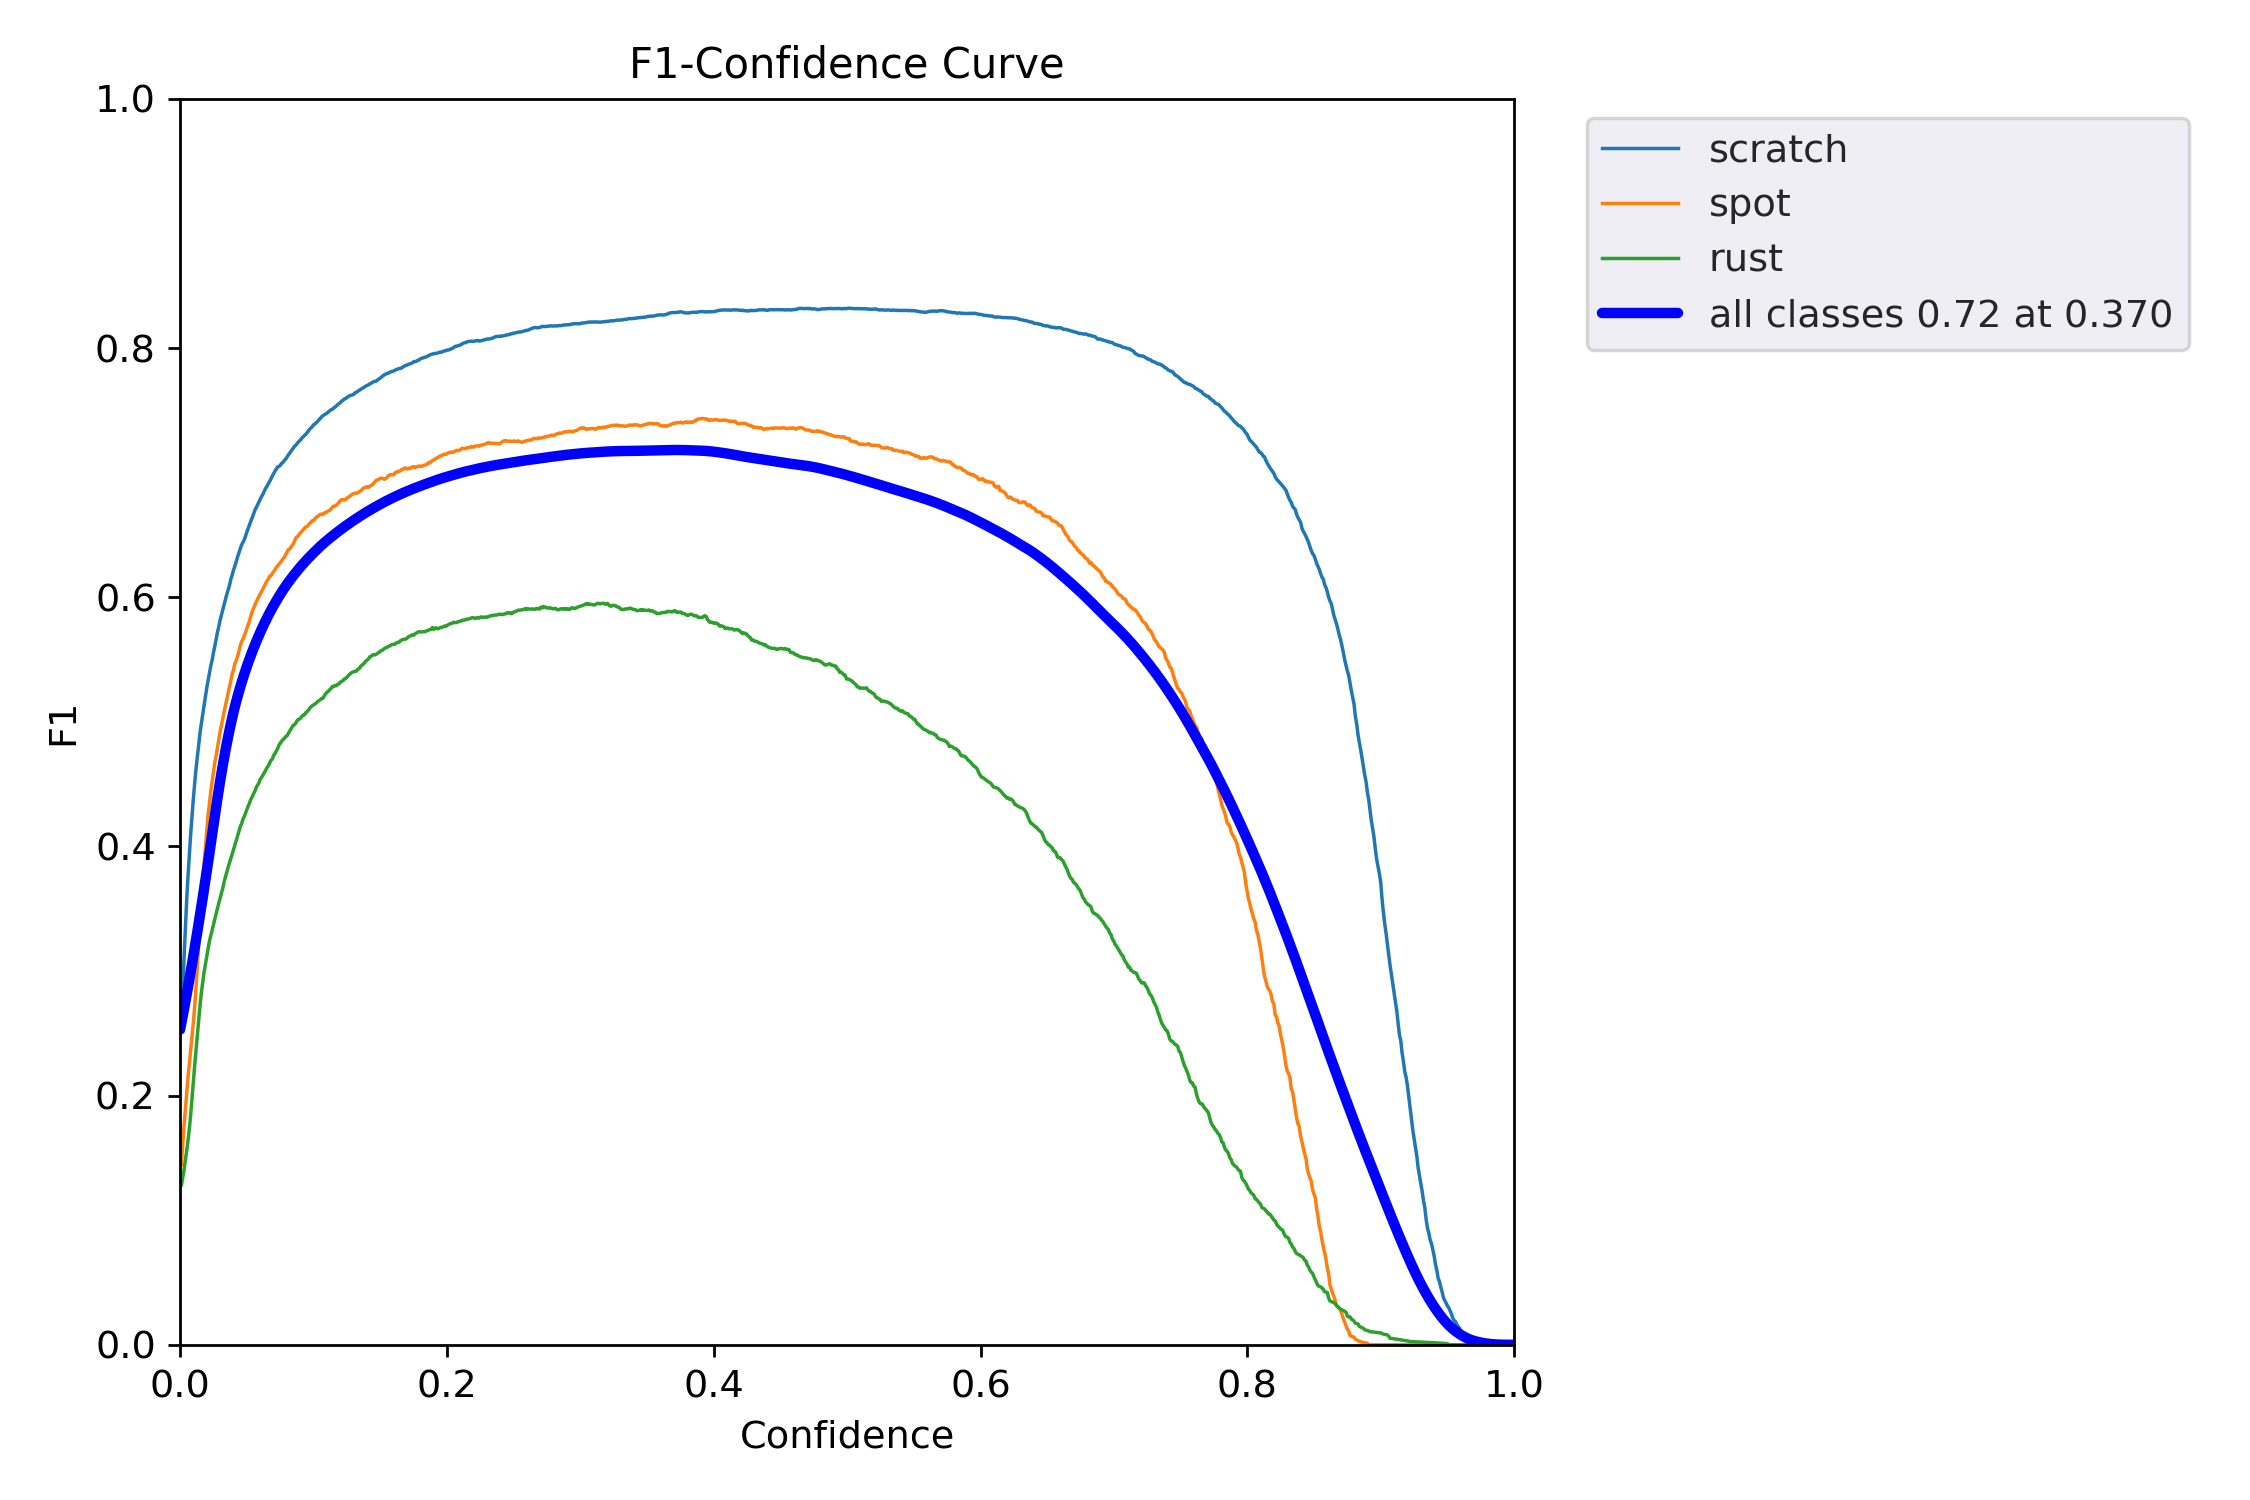 F1-Confidence Curve
1.0
0.8
0.6
0.4
0.2
0.0
F1
0.0 0.2 0.4 0.6 0.8 1.0
Confidence
scratch
spot
rust
all classes 0.72 at 0.370